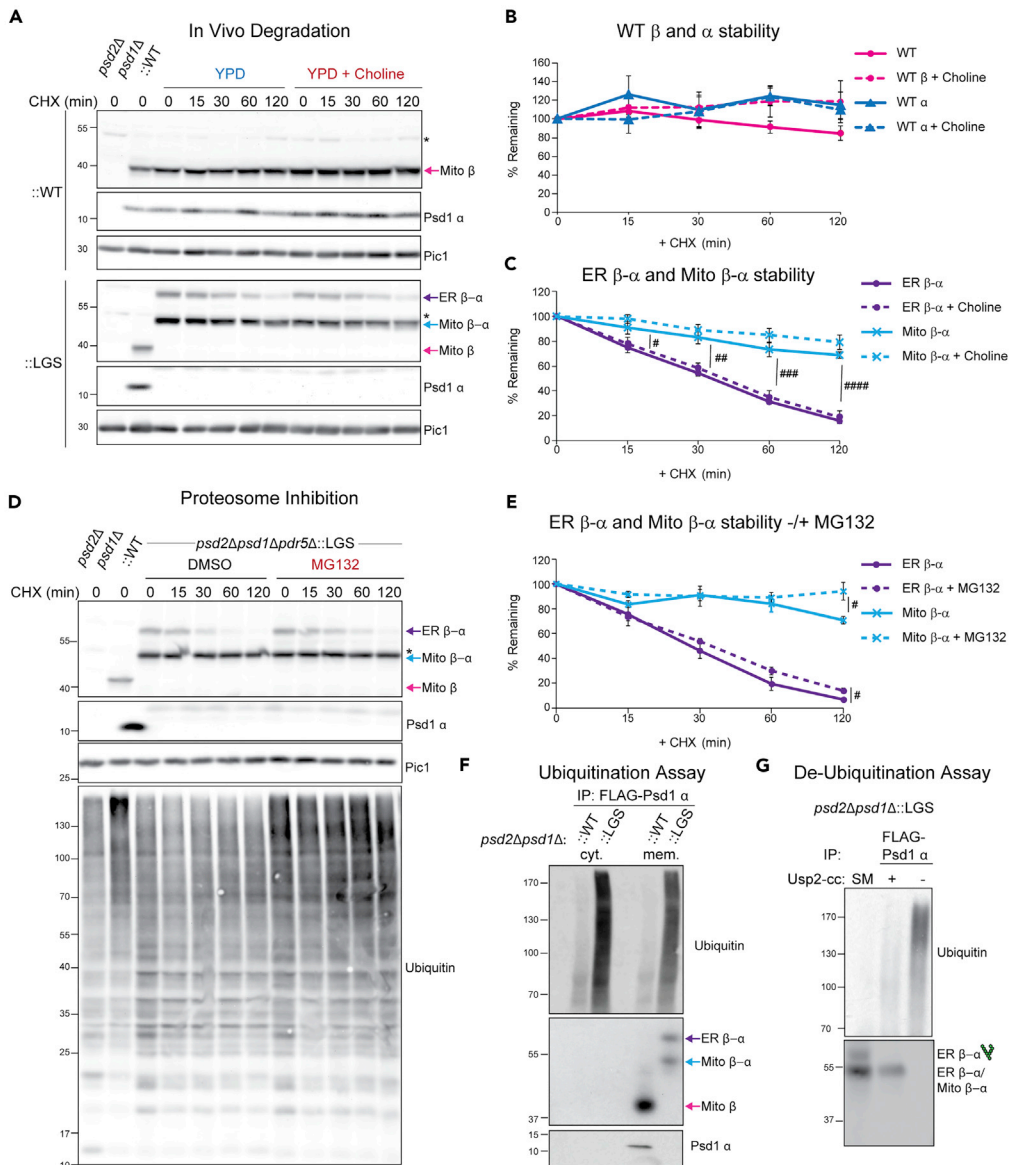 A
In Vivo Degradation
psd2Δ
psd1Δ
::WT
YPD
YPD + Choline
CHX (min) 0 0 0 15 30 60 120 0 15 30 60 120
55
*
40
Mito β
::WT
10
Psd1 α
30
Pic1
ER β-α
55
*
Mito β-α
40
Mito β
::LGS
10
Psd1 α
30
Pic1
B
WT β and α stability
160
140
120
100
80
60
40
20
0
% Remaining
0 15 30 60 120
+ CHX (min)
WT
WT β + Choline
WT α
WT α + Choline
C
ER β-α and Mito β-α stability
120
100
80
60
40
20
0
% Remaining
# ## ### ####
0 15 30 60 120
+ CHX (min)
ER β-α
ER β-α + Choline
Mito β-α
Mito β-α + Choline
D
Proteosome Inhibition
psd2Δ
psd1Δ
::WT
psd2Δpsd1Δpdr5Δ::LGS
DMSO
MG132
CHX (min) 0 0 0 15 30 60 120 0 15 30 60 120
ER β-α
55
*
Mito β-α
40
Mito β
10
Psd1 α
Pic1
25
130
100
70
55
40
35
25
17
10
Ubiquitin
E
ER β-α and Mito β-α stability -/+ MG132
120
100
80
60
40
20
0
% Remaining
#
#
0 15 30 60 120
+ CHX (min)
ER β-α
ER β-α + MG132
Mito β-α
Mito β-α + MG132
F
Ubiquitination Assay
IP: FLAG-Psd1 α
psd2Δpsd1Δ:
::WT
::LGS
::WT
::LGS
cyt. mem.
170
130
100
70
Ubiquitin
ER β-α
55
Mito β-α
Mito β
37
15
10
Psd1 α
G
De-Ubiquitination Assay
psd2Δpsd1Δ::LGS
FLAG-
IP: Psd1 α
Usp2-cc: SM + -
170
130
100
70
Ubiquitin
ER β-α
55
ER β-α/
Mito β-α
37